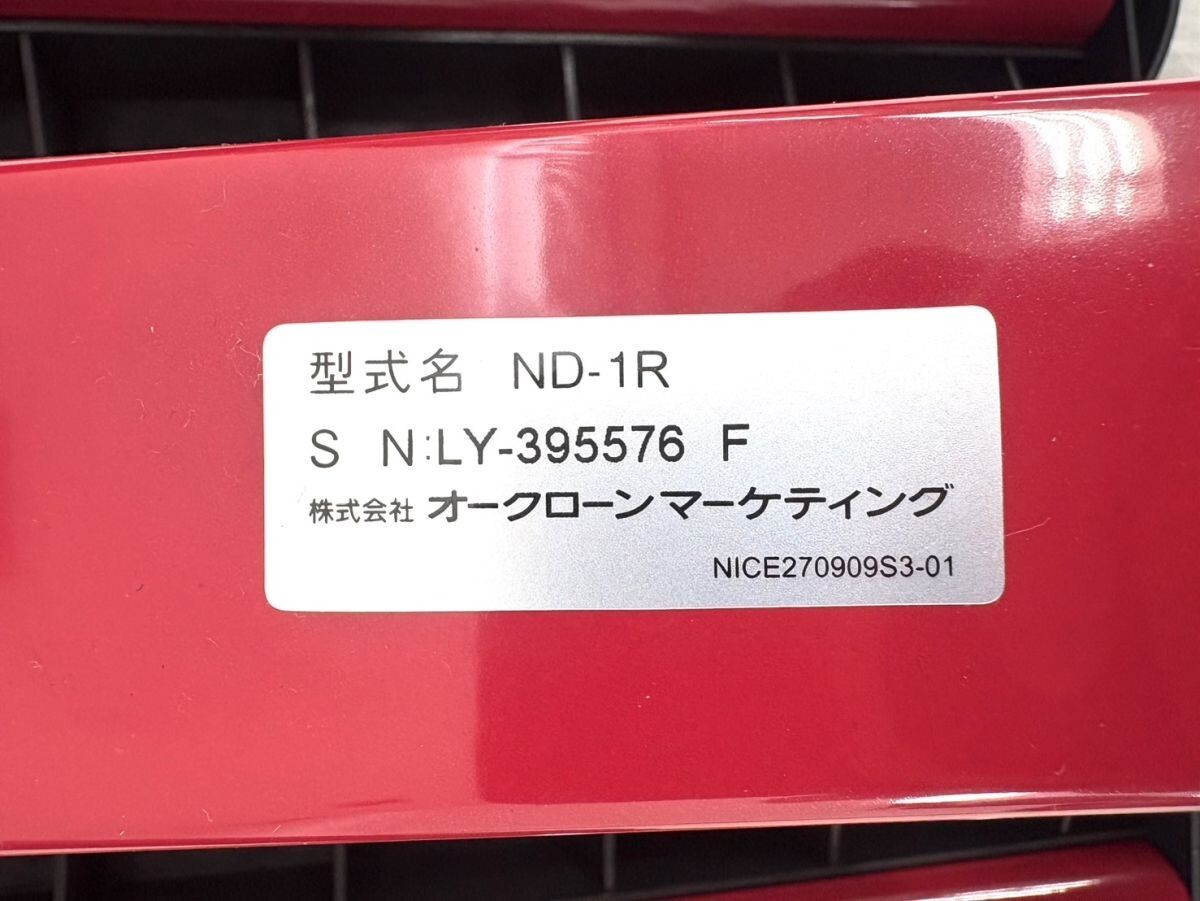 型式名 ND-1R
S N:LY-395576 F
株式会社 オークローンマーケティング
NICE270909S3-01